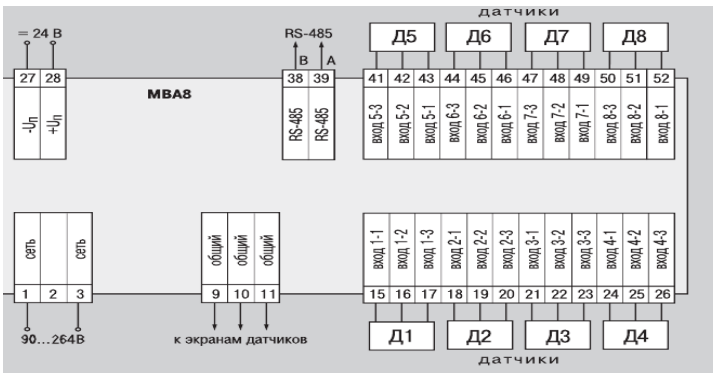 датчики
= 24 В RS-485 Д5 Д6 Д7 Д8
B A
27 28 38 39 41 42 43 44 45 46 47 48 49 50 51 52
МВА8
-Uп +Uп RS-485 RS-485 вход 5-3 вход 5-2 вход 5-1 вход 6-3 вход 6-2 вход 6-1 вход 7-3 вход 7-2 вход 7-1 вход 8-3 вход 8-2 вход 8-1
сеть сеть общий общий общий вход 1-1 вход 1-2 вход 1-3 вход 2-1 вход 2-2 вход 2-3 вход 3-1 вход 3-2 вход 3-3 вход 4-1 вход 4-2 вход 4-3
1 2 3 9 10 11 15 16 17 18 19 20 21 22 23 24 25 26
90...264В к экранам датчиков Д1 Д2 Д3 Д4
датчики